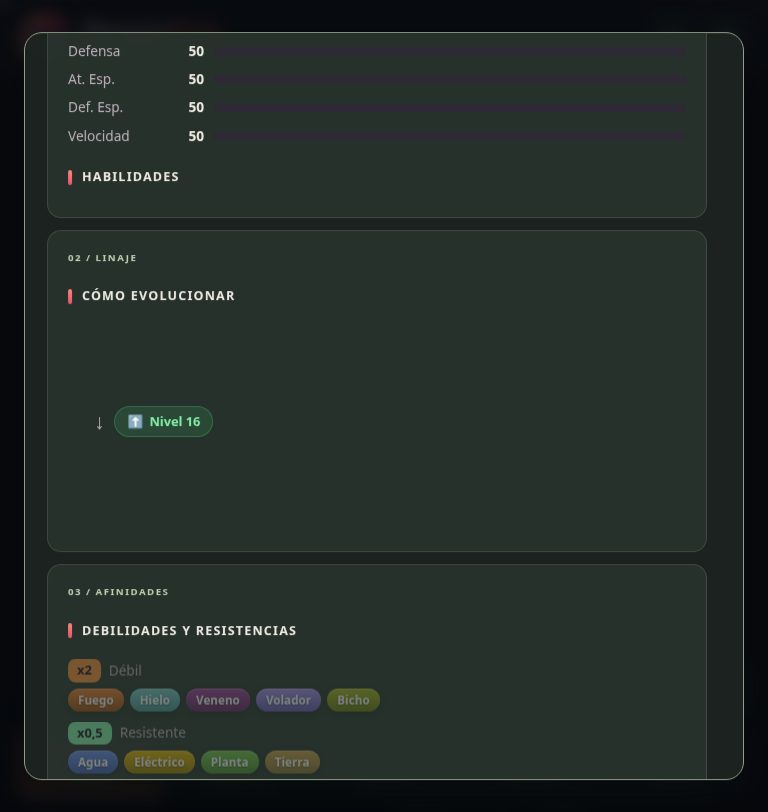 Defensa 50
At. Esp. 50
Def. Esp. 50
Velocidad 50
HABILIDADES
02 / LINAJE
CÓMO EVOLUCIONAR
↓ ⬆️ Nivel 16
03 / AFINIDADES
DEBILIDADES Y RESISTENCIAS
x2 Débil
Fuego Hielo Veneno Volador Bicho
x0,5 Resistente
Agua Eléctrico Planta Tierra